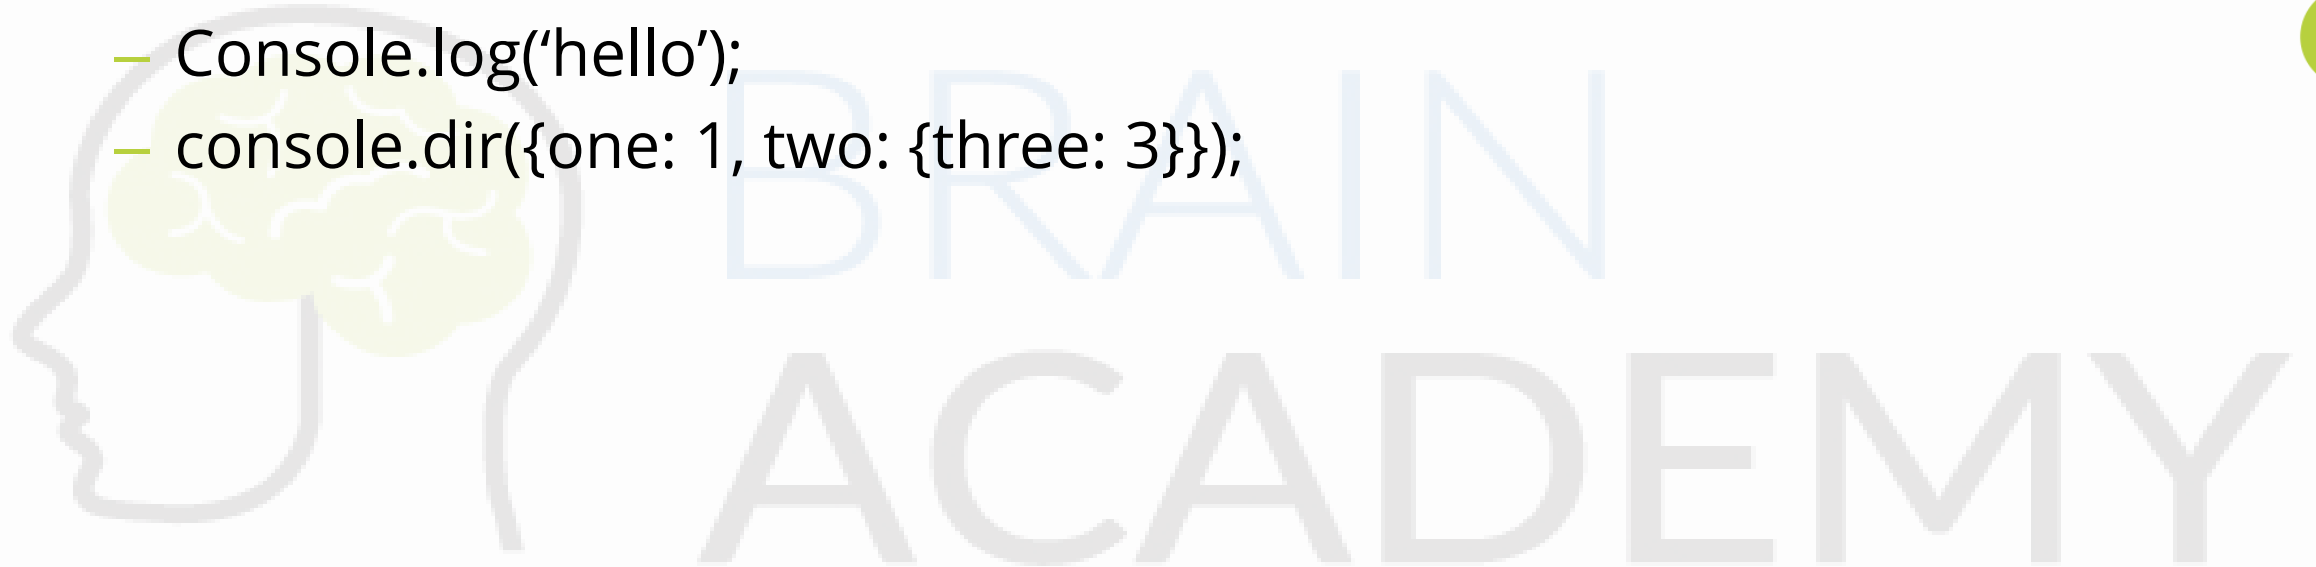 – Console.log(‘hello’);
– console.dir({one: 1, two: {three: 3}});
BRAIN
ACADEMY